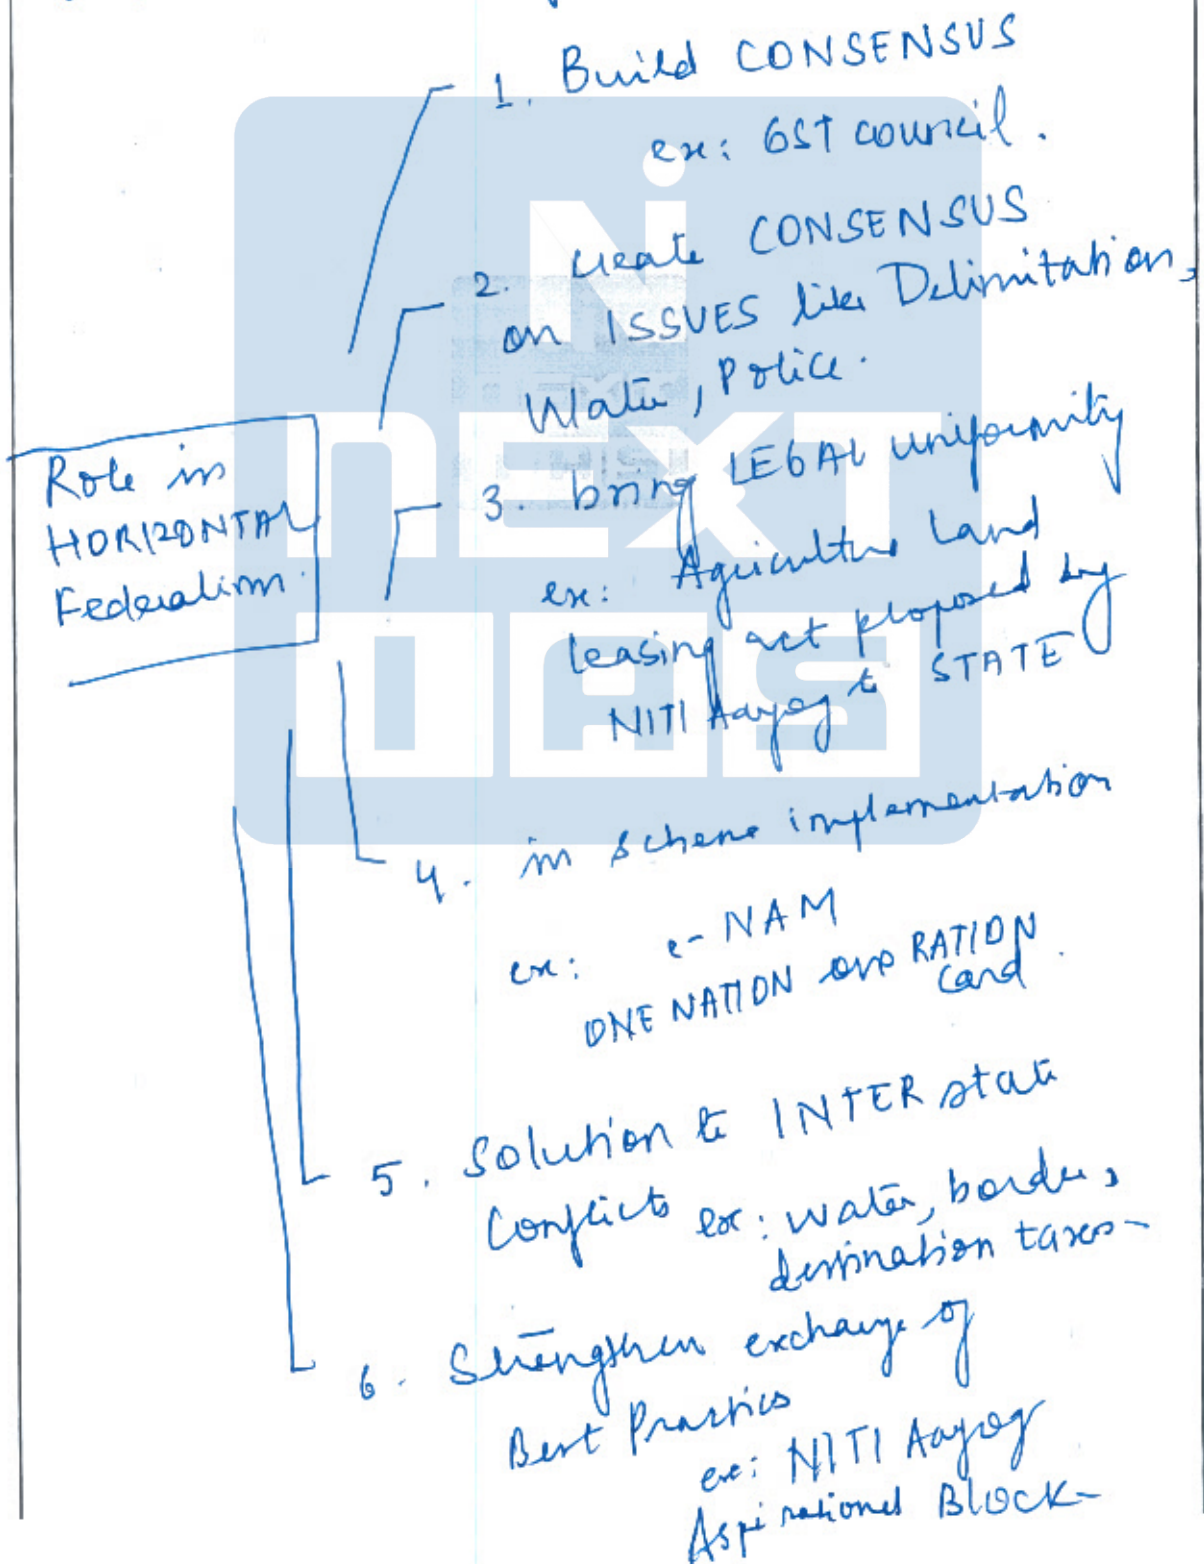 1. Build CONSENSUS
ex: GST council.
2. Create CONSENSUS
on ISSUES like Delimitation,
Water, Police.
Role in
HORIZONTAL
Federalism.
3. bring LEGAL uniformity
ex: Agriculture Land
leasing act proposed by
NITI Aayog to STATE
4. in scheme implementation
ex: e-NAM
ONE NATION one RATION
Card.
5. Solution to INTER state
Conflicts ex: water, border,
destination taxes-
6. Strengthen exchange of
Best Practices
ex: NITI Aayog
Aspirational BLOCK-
NEXT
IAS